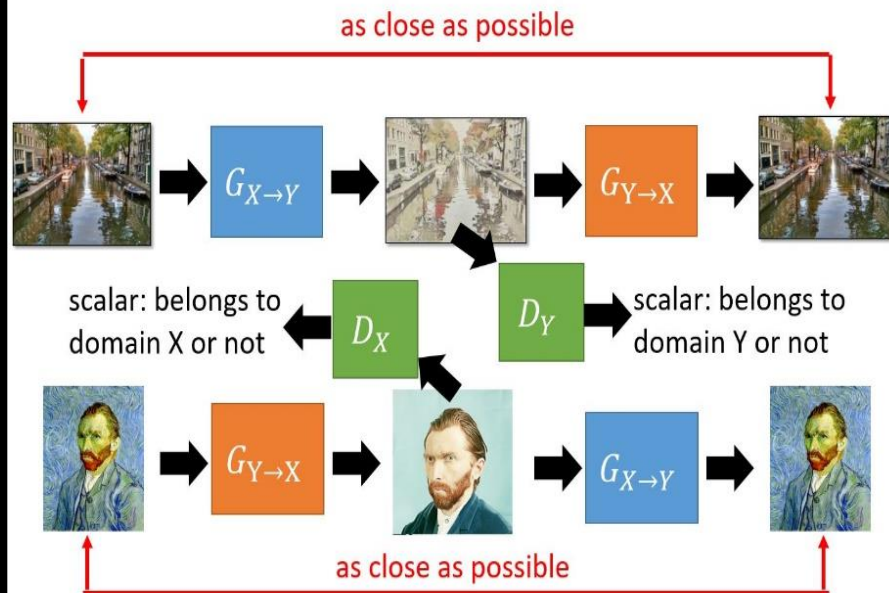 as close as possible
G_{X→Y}
G_{Y→X}
scalar: belongs to
domain X or not
D_X
D_Y
scalar: belongs to
domain Y or not
G_{Y→X}
G_{X→Y}
as close as possible